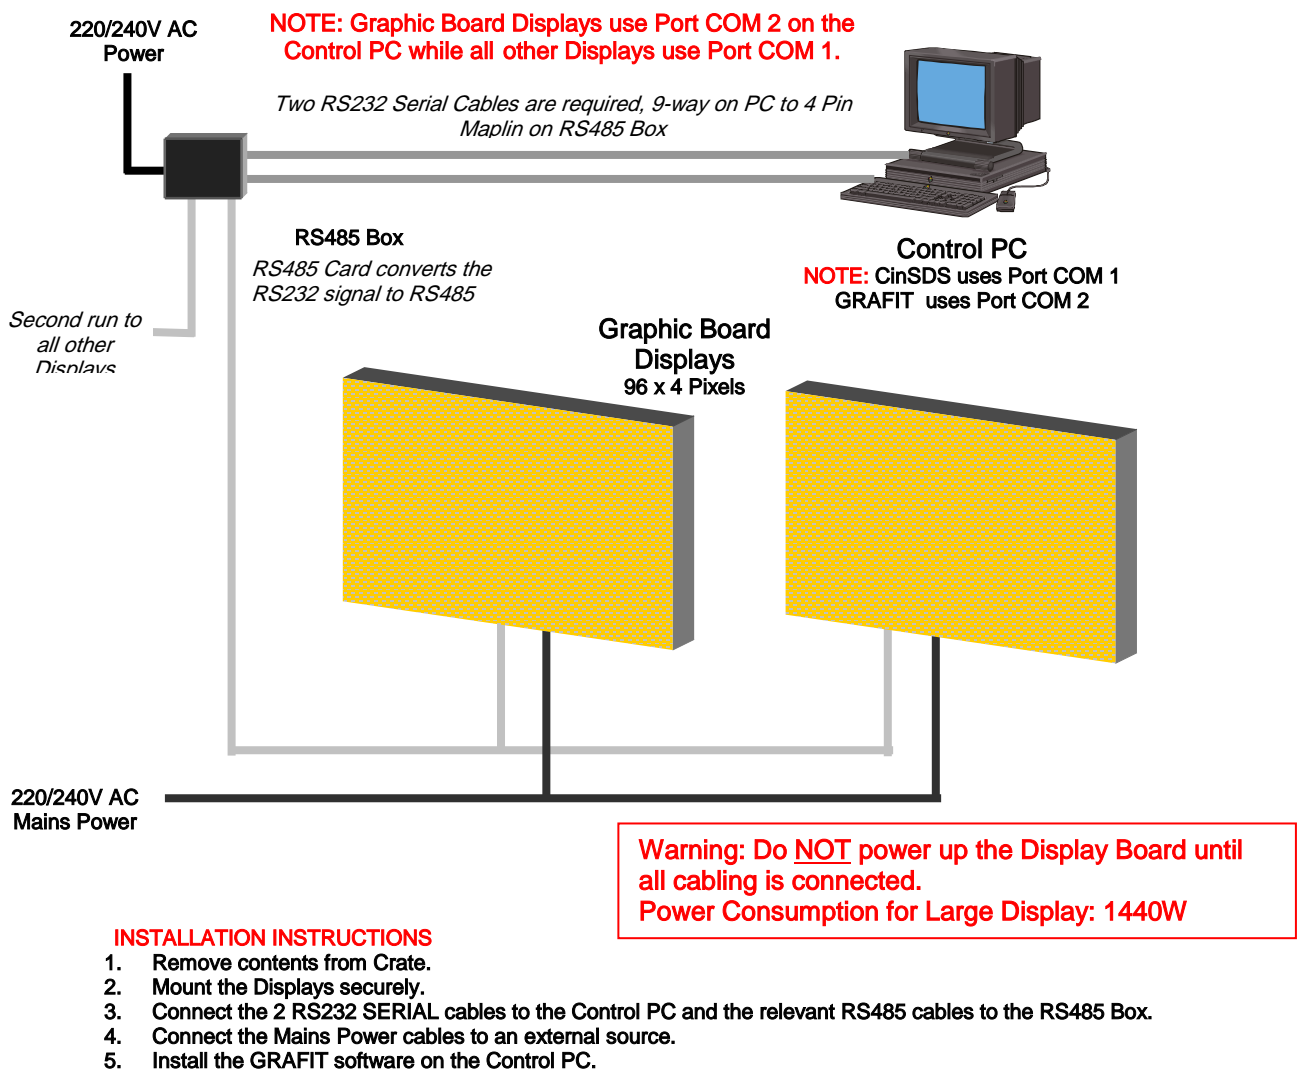 220/240V AC
Power
NOTE: Graphic Board Displays use Port COM 2 on the
Control PC while all other Displays use Port COM 1.
Two RS232 Serial Cables are required, 9-way on PC to 4 Pin
Maplin on RS485 Box
RS485 Box
RS485 Card converts the
RS232 signal to RS485
Control PC
NOTE: CinSDS uses Port COM 1
GRAFIT uses Port COM 2
Second run to
all other
Displays
Graphic Board
Displays
96 x 4 Pixels
220/240V AC
Mains Power
Warning: Do NOT power up the Display Board until
all cabling is connected.
Power Consumption for Large Display: 1440W
INSTALLATION INSTRUCTIONS
1. Remove contents from Crate.
2. Mount the Displays securely.
3. Connect the 2 RS232 SERIAL cables to the Control PC and the relevant RS485 cables to the RS485 Box.
4. Connect the Mains Power cables to an external source.
5. Install the GRAFIT software on the Control PC.